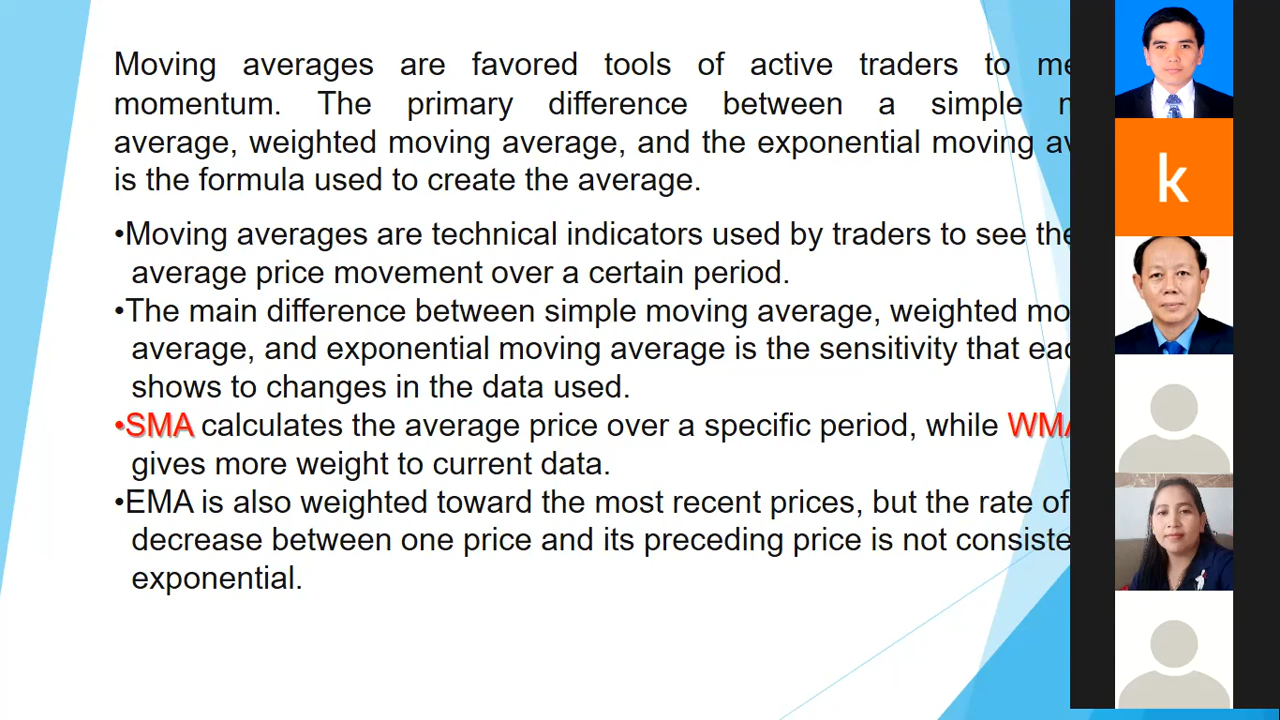 Moving averages are favored tools of active traders to
momentum. The primary difference between a simple
average, weighted moving average, and the exponential moving
is the formula used to create the average.
•Moving averages are technical indicators used by traders to see the
average price movement over a certain period.
•The main difference between simple moving average, weighted
average, and exponential moving average is the sensitivity that
shows to changes in the data used.
•SMA calculates the average price over a specific period, while WMA
gives more weight to current data.
•EMA is also weighted toward the most recent prices, but the rate of
decrease between one price and its preceding price is not
exponential.
k